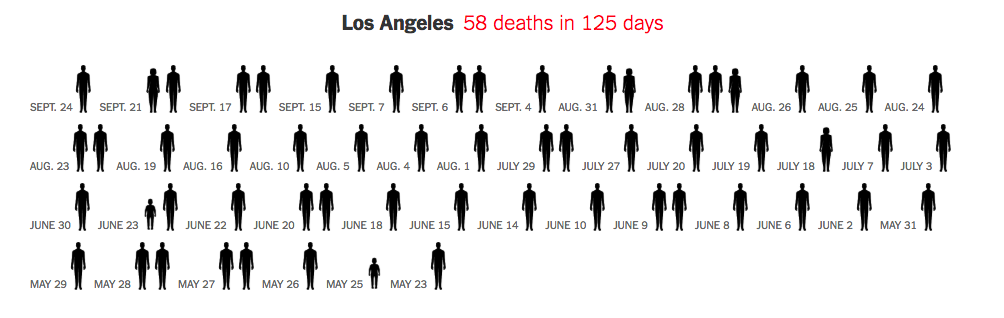 Los Angeles 58 deaths in 125 days
SEPT. 24 SEPT. 21 SEPT. 17 SEPT. 15 SEPT. 7 SEPT. 6 SEPT. 4 AUG. 31 AUG. 28 AUG. 26 AUG. 25 AUG. 24
AUG. 23 AUG. 19 AUG. 16 AUG. 10 AUG. 5 AUG. 4 AUG. 1 JULY 29 JULY 27 JULY 20 JULY 19 JULY 18 JULY 7 JULY 3
JUNE 30 JUNE 23 JUNE 22 JUNE 20 JUNE 18 JUNE 15 JUNE 14 JUNE 10 JUNE 9 JUNE 8 JUNE 6 JUNE 2 MAY 31
MAY 29 MAY 28 MAY 27 MAY 26 MAY 25 MAY 23